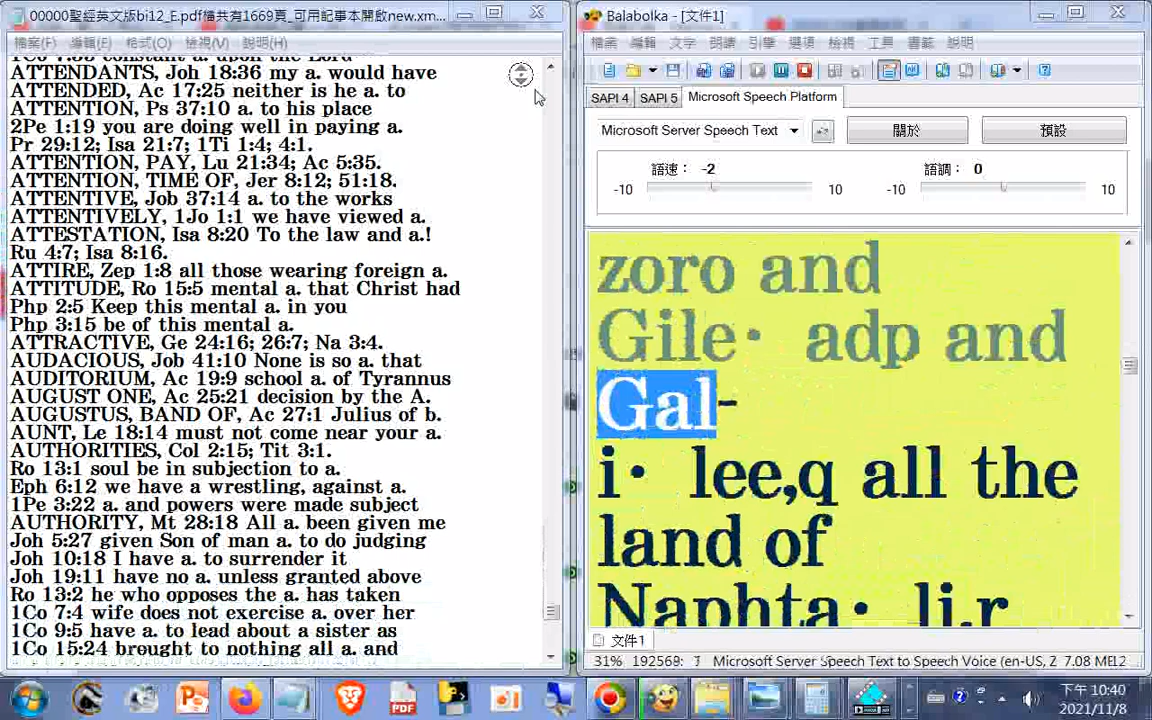 00000聖經英文版bi12_E.pdf檔共有1669頁_可用記事本開啟new.xm...
檔案(F) 編輯(E) 格式(O) 檢視(V) 說明(H)
1Co 7:35 constant a. upon the Lord
ATTENDANTS, Joh 18:36 my a. would have
ATTENDED, Ac 17:25 neither is he a. to
ATTENTION, Ps 37:10 a. to his place
2Pe 1:19 you are doing well in paying a.
Pr 29:12; Isa 21:7; 1Ti 1:4; 4:1.
ATTENTION, PAY, Lu 21:34; Ac 5:35.
ATTENTION, TIME OF, Jer 8:12; 51:18.
ATTENTIVE, Job 37:14 a. to the works
ATTENTIVELY, 1Jo 1:1 we have viewed a.
ATTESTATION, Isa 8:20 To the law and a.!
Ru 4:7; Isa 8:16.
ATTIRE, Zep 1:8 all those wearing foreign a.
ATTITUDE, Ro 15:5 mental a. that Christ had
Php 2:5 Keep this mental a. in you
Php 3:15 be of this mental a.
ATTRACTIVE, Ge 24:16; 26:7; Na 3:4.
AUDACIOUS, Job 41:10 None is so a. that
AUDITORIUM, Ac 19:9 school a. of Tyrannus
AUGUST ONE, Ac 25:21 decision by the A.
AUGUSTUS, BAND OF, Ac 27:1 Julius of b.
AUNT, Le 18:14 must not come near your a.
AUTHORITIES, Col 2:15; Tit 3:1.
Ro 13:1 soul be in subjection to a.
Eph 6:12 we have a wrestling, against a.
1Pe 3:22 a. and powers were made subject
AUTHORITY, Mt 28:18 All a. been given me
Joh 5:27 given Son of man a. to do judging
Joh 10:18 I have a. to surrender it
Joh 19:11 have no a. unless granted above
Ro 13:2 he who opposes the a. has taken
1Co 7:4 wife does not exercise a. over her
1Co 9:5 have a. to lead about a sister as
1Co 15:24 brought to nothing all a. and
Balabolka - [文件1]
檔案 編輯 文字 朗讀 引擎 選項 檢視 工具 書籤 說明
SAPI 4 SAPI 5 Microsoft Speech Platform
Microsoft Server Speech Text 關於 預設
語速： -2 語調： 0
-10 10 -10 10
zoro and
Gile· adp and
Gal-
i· lee,q all the
land of
Naphta· li,r
文件1
31% 192569: Microsoft Server Speech Text to Speech Voice (en-US, Z 7.08 ME12
下午 10:40
2021/11/8